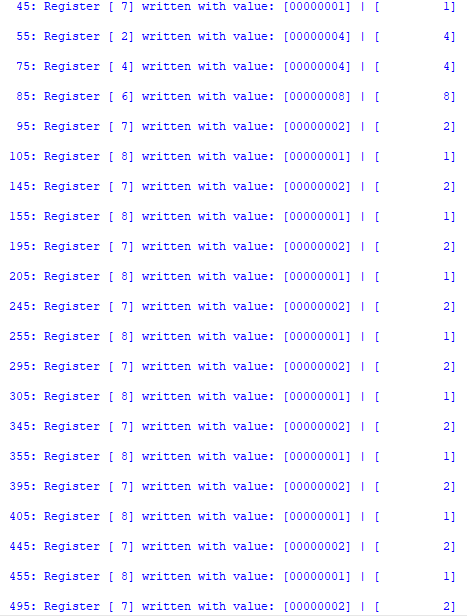 45: Register [ 7] written with value: [00000001] | [         1]
55: Register [ 2] written with value: [00000004] | [         4]
75: Register [ 4] written with value: [00000004] | [         4]
85: Register [ 6] written with value: [00000008] | [         8]
95: Register [ 7] written with value: [00000002] | [         2]
105: Register [ 8] written with value: [00000001] | [         1]
145: Register [ 7] written with value: [00000002] | [         2]
155: Register [ 8] written with value: [00000001] | [         1]
195: Register [ 7] written with value: [00000002] | [         2]
205: Register [ 8] written with value: [00000001] | [         1]
245: Register [ 7] written with value: [00000002] | [         2]
255: Register [ 8] written with value: [00000001] | [         1]
295: Register [ 7] written with value: [00000002] | [         2]
305: Register [ 8] written with value: [00000001] | [         1]
345: Register [ 7] written with value: [00000002] | [         2]
355: Register [ 8] written with value: [00000001] | [         1]
395: Register [ 7] written with value: [00000002] | [         2]
405: Register [ 8] written with value: [00000001] | [         1]
445: Register [ 7] written with value: [00000002] | [         2]
455: Register [ 8] written with value: [00000001] | [         1]
495: Register [ 7] written with value: [00000002] | [         2]